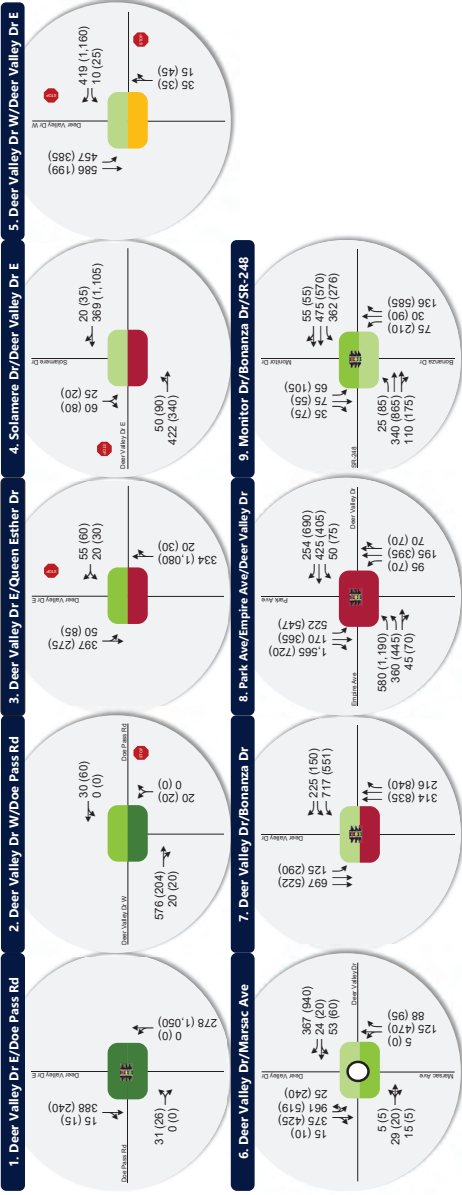 1. Deer Valley Dr E/Doe Pass Rd
Deer Valley Dr E
15 (15)
388 (240)
Doe Pass Rd
31 (26)
0 (0)
0 (0)
278 (1,050)
2. Deer Valley Dr W/Doe Pass Rd
30 (60)
0 (0)
Deer Valley Dr W
Doe Pass Rd
STOP
576 (204)
20 (20)
20 (20)
0 (0)
3. Deer Valley Dr E/Queen Esther Dr
Deer Valley Dr E
STOP
397 (275)
50 (85)
55 (60)
20 (30)
334 (1,080)
20 (30)
4. Solamere Dr/Deer Valley Dr E
Solamere Dr
60 (80)
25 (20)
20 (35)
369 (1,105)
STOP
Deer Valley Dr E
50 (90)
422 (340)
5. Deer Valley Dr W/Deer Valley Dr E
Deer Valley Dr W
STOP
586 (199)
457 (385)
419 (1,160)
10 (25)
STOP
15 (45)
35 (35)
6. Deer Valley Dr/Marsac Ave
Deer Valley Dr
15 (10)
375 (425)
961 (519)
25 (240)
367 (940)
24 (20)
53 (60)
Deer Valley Dr
5 (5)
29 (20)
15 (5)
5 (0)
125 (470)
88 (95)
Marsac Ave
7. Deer Valley Dr/Bonanza Dr
Deer Valley Dr
697 (522)
125 (290)
225 (150)
717 (551)
314 (835)
216 (840)
8. Park Ave/Empire Ave/Deer Valley Dr
Park Ave
1,565 (720)
170 (365)
522 (547)
254 (690)
425 (405)
50 (75)
Empire Ave
Deer Valley Dr
580 (1,190)
360 (445)
45 (70)
95 (70)
195 (395)
70 (70)
9. Monitor Dr/Bonanza Dr/SR-248
Monitor Dr
35 (75)
75 (55)
65 (105)
55 (55)
475 (570)
362 (276)
SR-248
25 (85)
340 (865)
110 (175)
75 (210)
30 (90)
136 (585)
Bonanza Dr